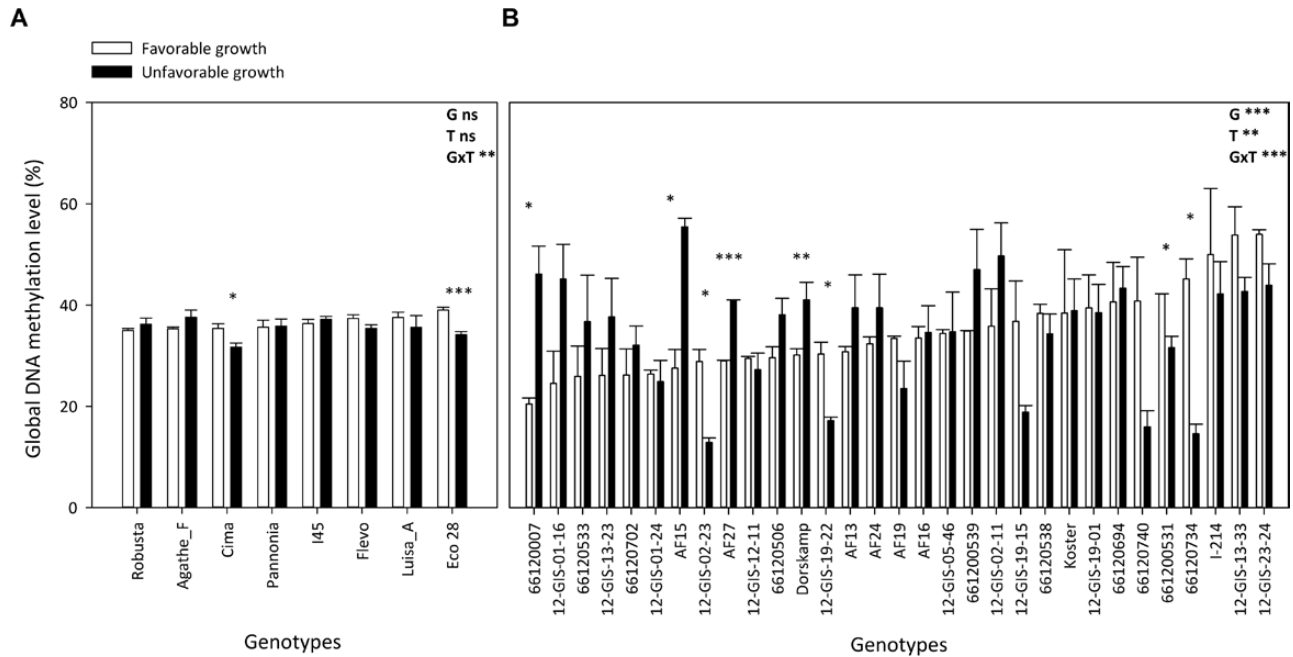 A
B
Favorable growth
Unfavorable growth
Global DNA methylation level (%)
80
60
40
20
0
G ns
T ns
GxT **
*
***
Robusta
Agathe_F
Cima
Pannonia
I45
Flevo
Luisa_A
Eco 28
Genotypes
G ***
T **
GxT ***
*
*
*
***
**
*
*
*
66120007
12-GIS-01-16
66120533
12-GIS-13-23
66120702
12-GIS-01-24
AF15
12-GIS-02-23
AF27
12-GIS-12-11
66120506
Dorskamp
12-GIS-19-22
AF13
AF24
AF19
AF16
12-GIS-05-46
661200539
12-GIS-02-11
12-GIS-19-15
66120538
Koster
12-GIS-19-01
66120694
66120740
661200531
66120734
I-214
12-GIS-13-33
12-GIS-23-24
Genotypes